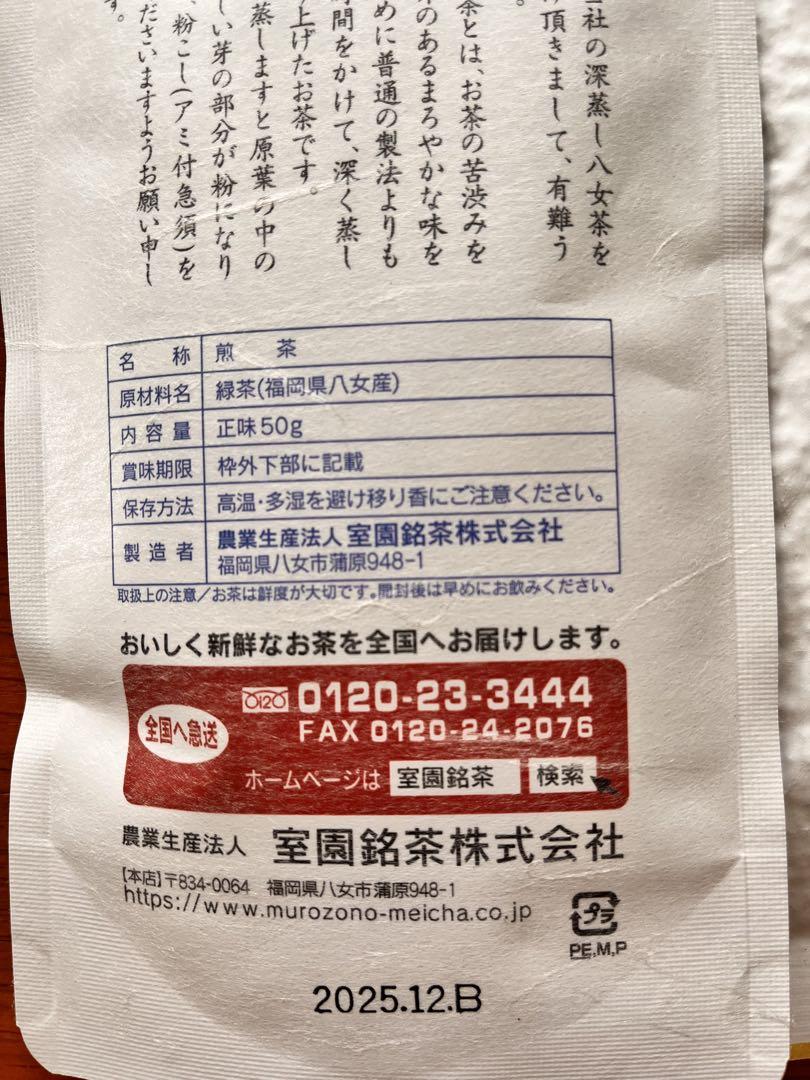 社の深蒸し八女茶を
頂きまして、有難う
茶とは、お茶の苦渋みを
のあるまろやかな味を
めに普通の製法よりも
時間をかけて、深く蒸し
上げたお茶です。
蒸しますと原葉の中の
しい芽の部分が粉になり
、粉こし(アミ付急須)を
ださいますようお願い申し
す。
名 称 煎 茶
原材料名 緑茶(福岡県八女産)
内容量 正味50g
賞味期限 枠外下部に記載
保存方法 高温・多湿を避け移り香にご注意ください。
製造者 農業生産法人 室園銘茶株式会社
福岡県八女市蒲原948-1
取扱上の注意/お茶は鮮度が大切です。開封後は早めにお飲みください。
おいしく新鮮なお茶を全国へお届けします。
全国へ急送
0120-23-3444
FAX 0120-24-2076
ホームページは 室園銘茶 検索
農業生産法人 室園銘茶株式会社
【本店】〒834-0064 福岡県八女市蒲原948-1
https://www.murozono-meicha.co.jp
プラ
PE,M,P
2025.12.B